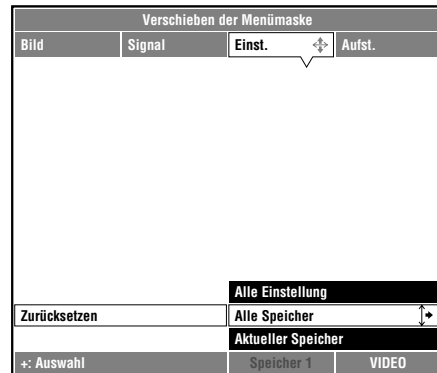 Verschieben der Menümaske
Bild Signal Einst. Aufst.
Alle Einstellung
Zurücksetzen Alle Speicher
Aktueller Speicher
+: Auswahl Speicher 1 VIDEO